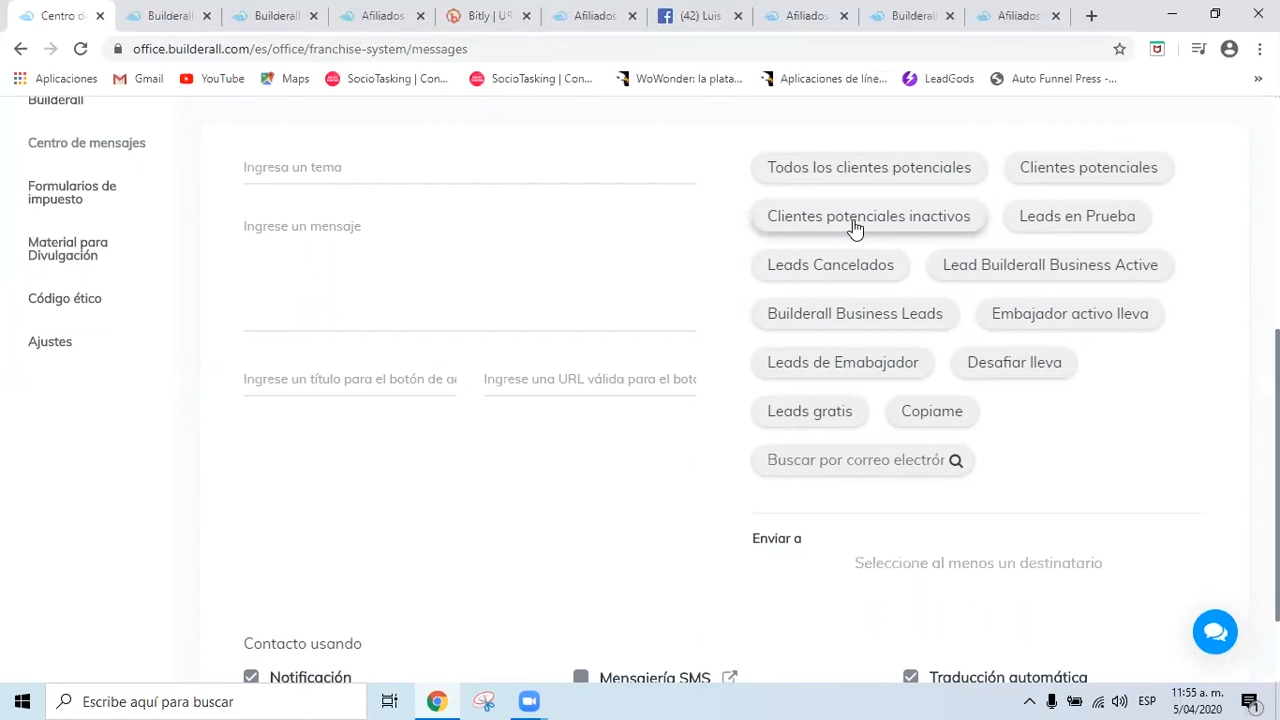 Centro de
Builderall
Builderall
Afiliados
Bitly | UR
Afiliados
(42) Luis
Afiliados
Builderall
Afiliados
office.builderall.com/es/office/franchise-system/messages
Aplicaciones
Gmail
YouTube
Maps
SocioTasking | Con...
SocioTasking | Con...
WoWonder: la plata...
Aplicaciones de líne...
LeadGods
Auto Funnel Press -...
»
Builderall
Centro de mensajes
Formularios de
impuesto
Material para
Divulgación
Código ético
Ajustes
Ingresa un tema
Ingrese un mensaje
Ingrese un título para el botón de ac
Ingrese una URL válida para el botó
Todos los clientes potenciales
Clientes potenciales
Clientes potenciales inactivos
Leads en Prueba
Leads Cancelados
Lead Builderall Business Active
Builderall Business Leads
Embajador activo lleva
Leads de Emabajador
Desafiar lleva
Leads gratis
Copiame
Buscar por correo electrón
Enviar a
Seleccione al menos un destinatario
Contacto usando
Notificación
Mensajería SMS
Traducción automática
Escribe aquí para buscar
ESP
11:55 a. m.
5/04/2020
1